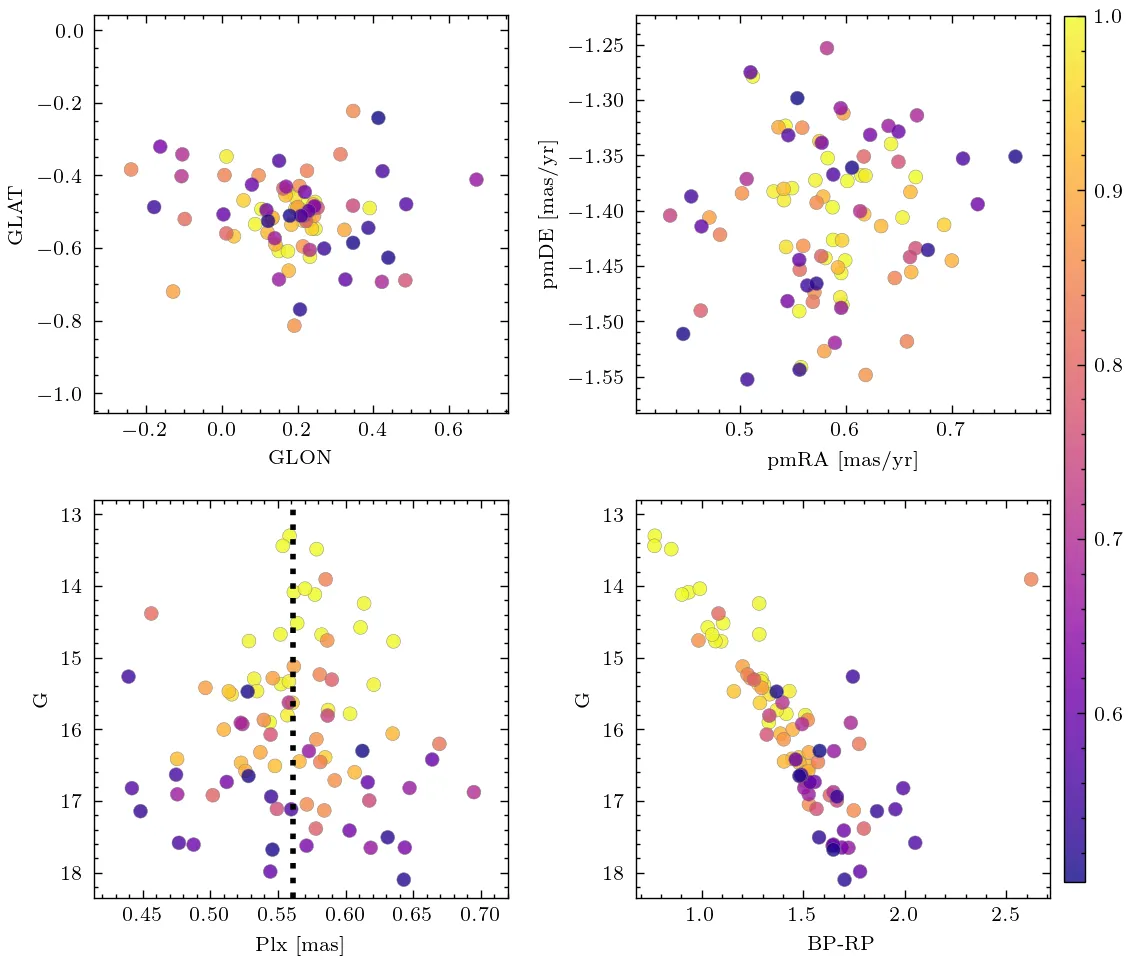 0.0
−0.2
−0.4
−0.6
−0.8
−1.0
GLAT
−0.2 0.0 0.2 0.4 0.6
GLON
−1.25
−1.30
−1.35
−1.40
−1.45
−1.50
−1.55
pmDE [mas/yr]
0.5 0.6 0.7
pmRA [mas/yr]
13
14
15
16
17
18
G
0.45 0.50 0.55 0.60 0.65 0.70
Plx [mas]
13
14
15
16
17
18
G
1.0 1.5 2.0 2.5
BP-RP
1.0
0.9
0.8
0.7
0.6